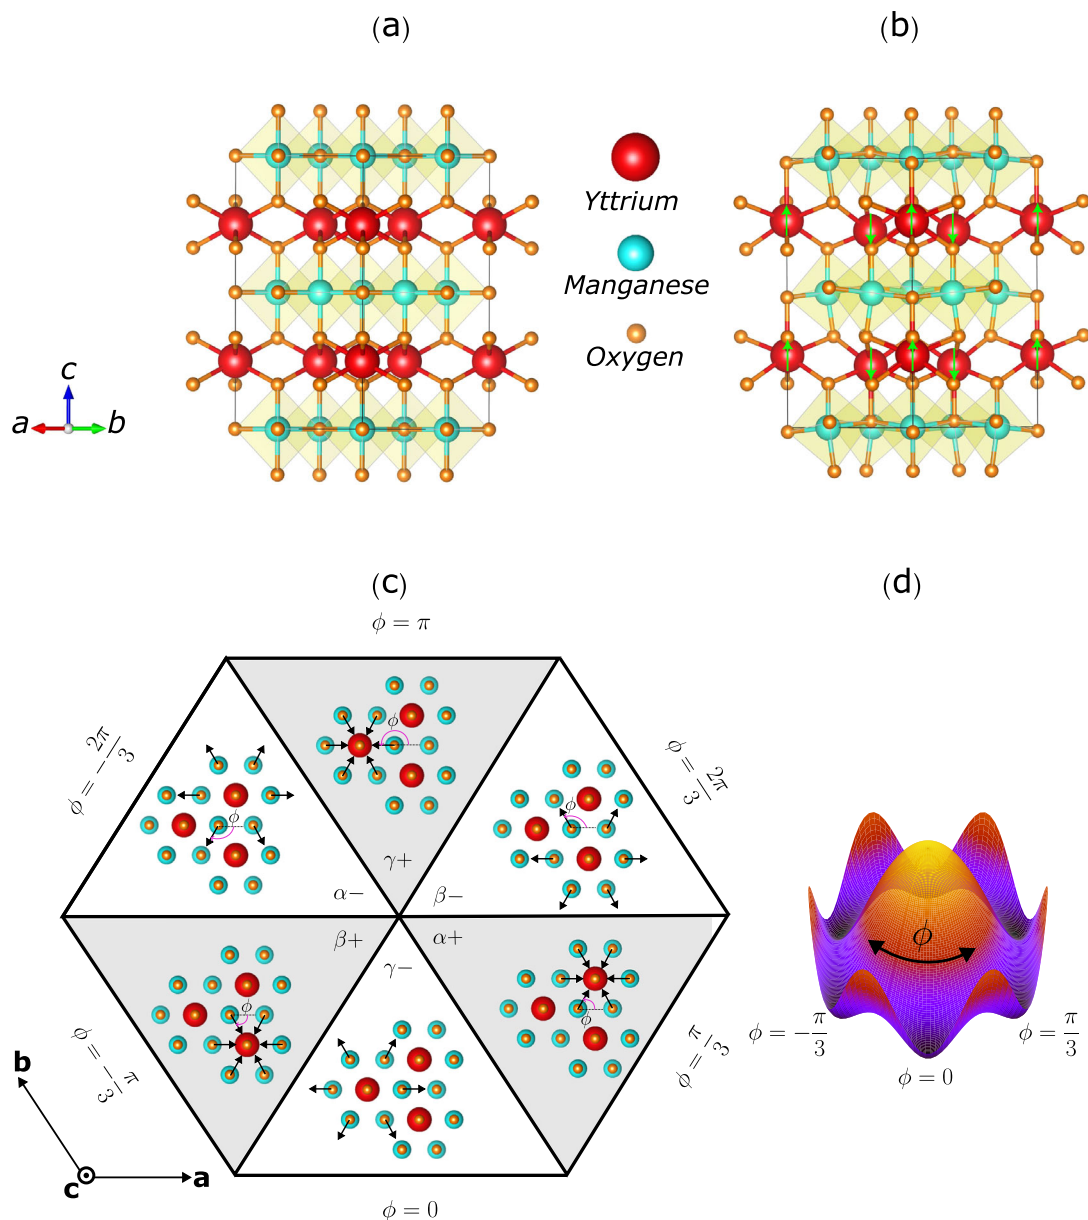 (a)
(b)
Yttrium
Manganese
Oxygen
c
a
b
(c)
(d)
ϕ = π
ϕ = −2π/3
ϕ = 2π/3
ϕ
ϕ
ϕ
γ+
α−
β−
β+
α+
γ−
ϕ
ϕ
ϕ
ϕ = −π/3
ϕ = π/3
ϕ = −π/3
ϕ = π/3
ϕ = 0
b
c
a
ϕ = 0